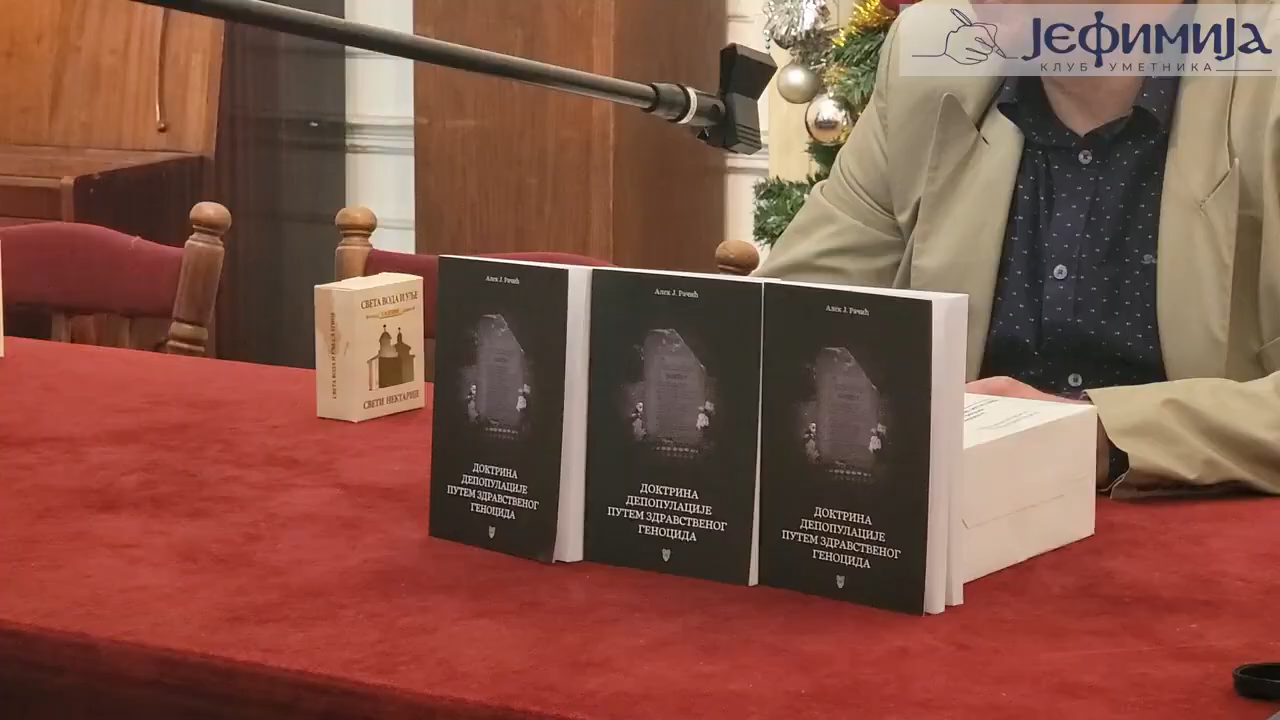 ЈЕФИМИЈА
КЛУБ УМЕТНИКА
СВЕТА ВОДА И УЉЕ
СВЕТИ НЕКТАРИЈЕ
Алек Ј. Рачић
ДОКТРИНА
ДЕПОПУЛАЦИЈЕ
ПУТЕМ ЗДРАВСТВЕНОГ
ГЕНОЦИДА
Алек Ј. Рачић
ДОКТРИНА
ДЕПОПУЛАЦИЈЕ
ПУТЕМ ЗДРАВСТВЕНОГ
ГЕНОЦИДА
Алек Ј. Рачић
ДОКТРИНА
ДЕПОПУЛАЦИЈЕ
ПУТЕМ ЗДРАВСТВЕНОГ
ГЕНОЦИДА